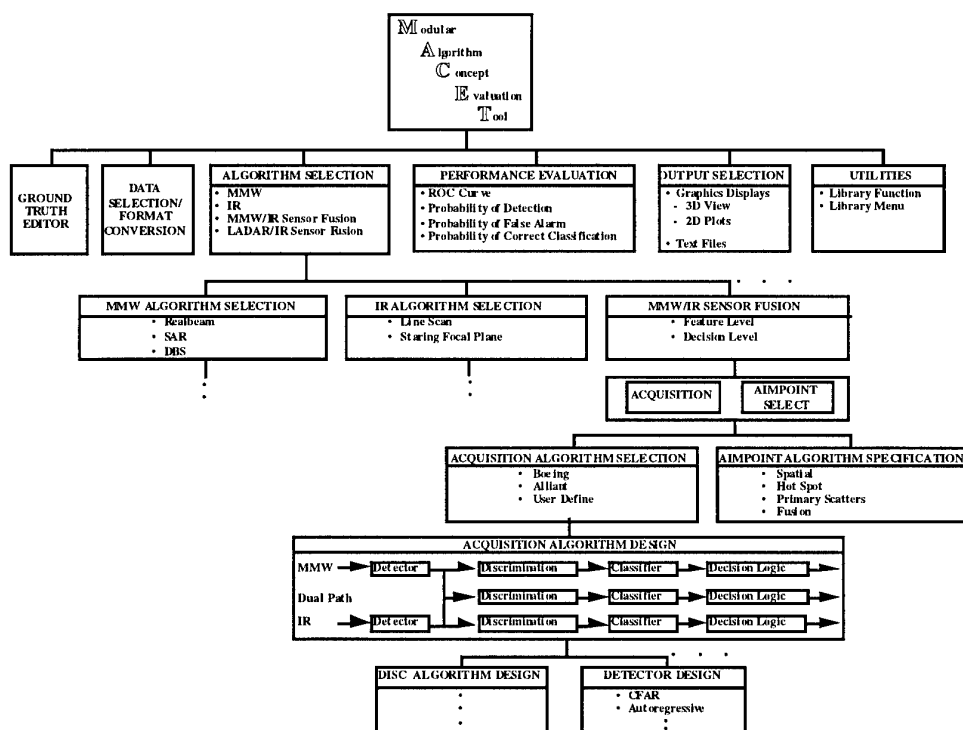 Modular
Algorithm
Concept
Evaluation
Tool
GROUND
TRUTH
EDITOR
DATA
SELECTION/
FORMAT
CONVERSION
ALGORITHM SELECTION
• MMW
• IR
• MMW/IR Sensor Fusion
• LADAR/IR Sensor Fusion
PERFORMANCE EVALUATION
• ROC Curve
• Probability of Detection
• Probability of False Alarm
• Probability of Correct Classification
OUTPUT SELECTION
• Graphics Displays
- 3D View
- 2D Plots
• Text Files
UTILITIES
• Library Function
• Library Menu
. . .
MMW ALGORITHM SELECTION
• Realbeam
• SAR
• DBS
IR ALGORITHM SELECTION
• Line Scan
• Staring Focal Plane
MMW/IR SENSOR FUSION
• Feature Level
• Decision Level
ACQUISITION
AIMPOINT
SELECT
ACQUISITION ALGORITHM SELECTION
• Boeing
• Alliant
• User Define
AIMPOINT ALGORITHM SPECIFICATION
• Spatial
• Hot Spot
• Primary Scatters
• Fusion
ACQUISITION ALGORITHM DESIGN
MMW Detector Discrimination Classifier Decision Logic
Dual Path Discrimination Classifier Decision Logic
IR Detector Discrimination Classifier Decision Logic
. . .
DISC ALGORITHM DESIGN
DETECTOR DESIGN
• CFAR
• Autoregressive